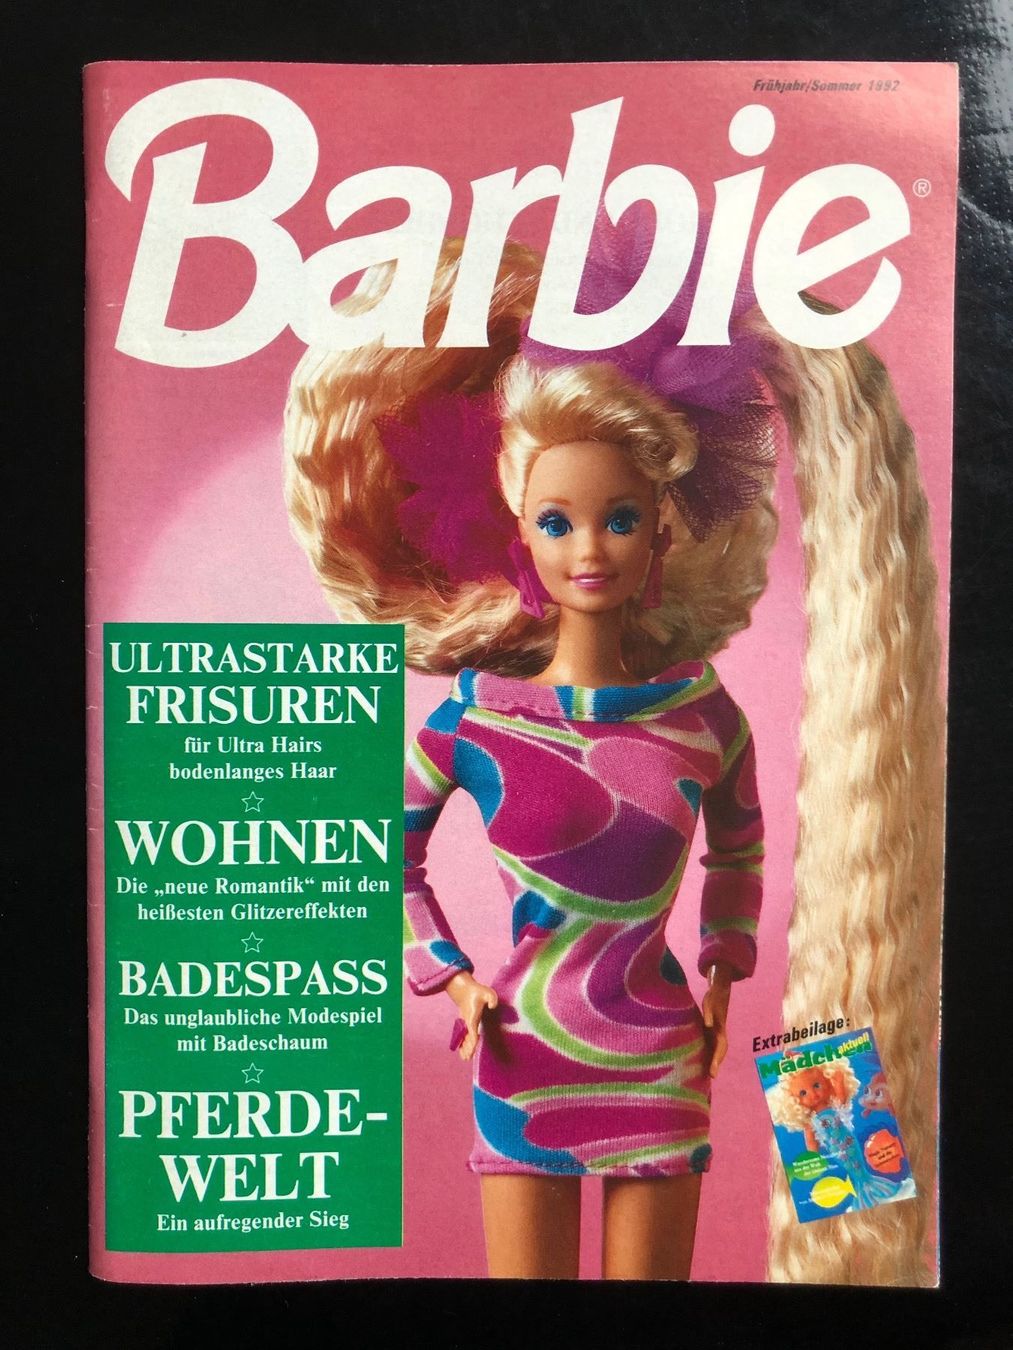 Frühjahr/Sommer 1992
Barbie®
ULTRASTARKE
FRISUREN
für Ultra Hairs
bodenlanges Haar
WOHNEN
Die „neue Romantik“ mit den
heißesten Glitzereffekten
BADESPASS
Das unglaubliche Modespiel
mit Badeschaum
PFERDE-
WELT
Ein aufregender Sieg
Extrabeilage:
Mädchen
aktuell